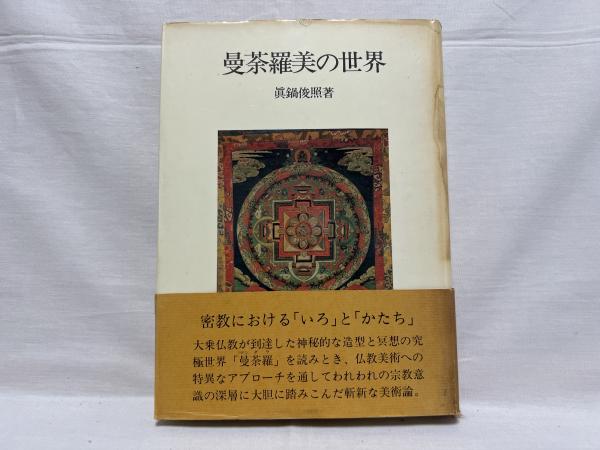 曼荼羅美の世界
眞鍋俊照著
密教における「いろ」と「かたち」
大乗仏教が到達した神秘的な造型と冥想の究
極世界「曼荼羅」を読みとき、仏教美術への
特異なアプローチを通してわれわれの宗教意
識の深層に大胆に踏みこんだ斬新な美術論。